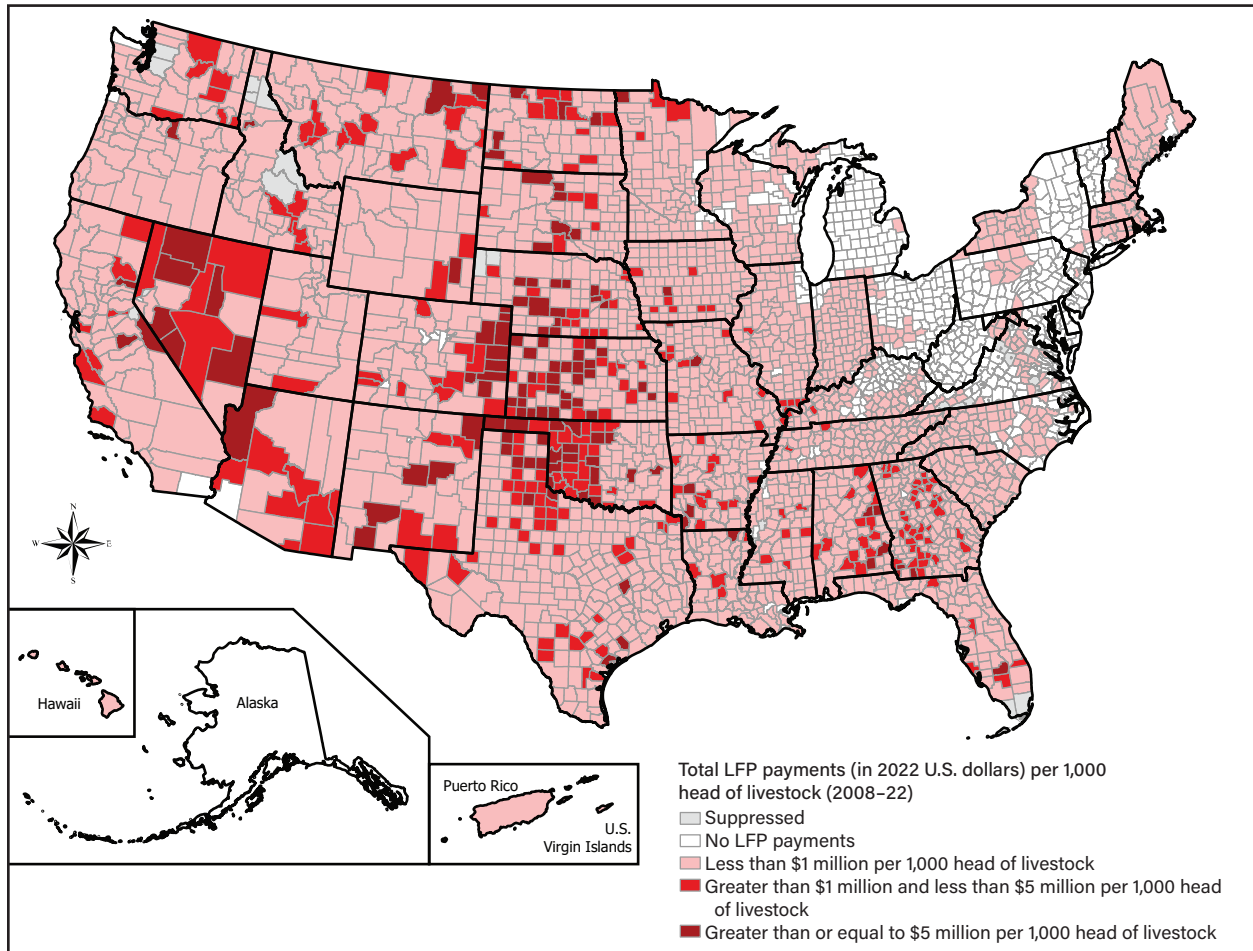 N
W E
S
Hawaii
Alaska
Puerto Rico
U.S.
Virgin Islands
Total LFP payments (in 2022 U.S. dollars) per 1,000
head of livestock (2008–22)
Suppressed
No LFP payments
Less than $1 million per 1,000 head of livestock
Greater than $1 million and less than $5 million per 1,000 head
of livestock
Greater than or equal to $5 million per 1,000 head of livestock